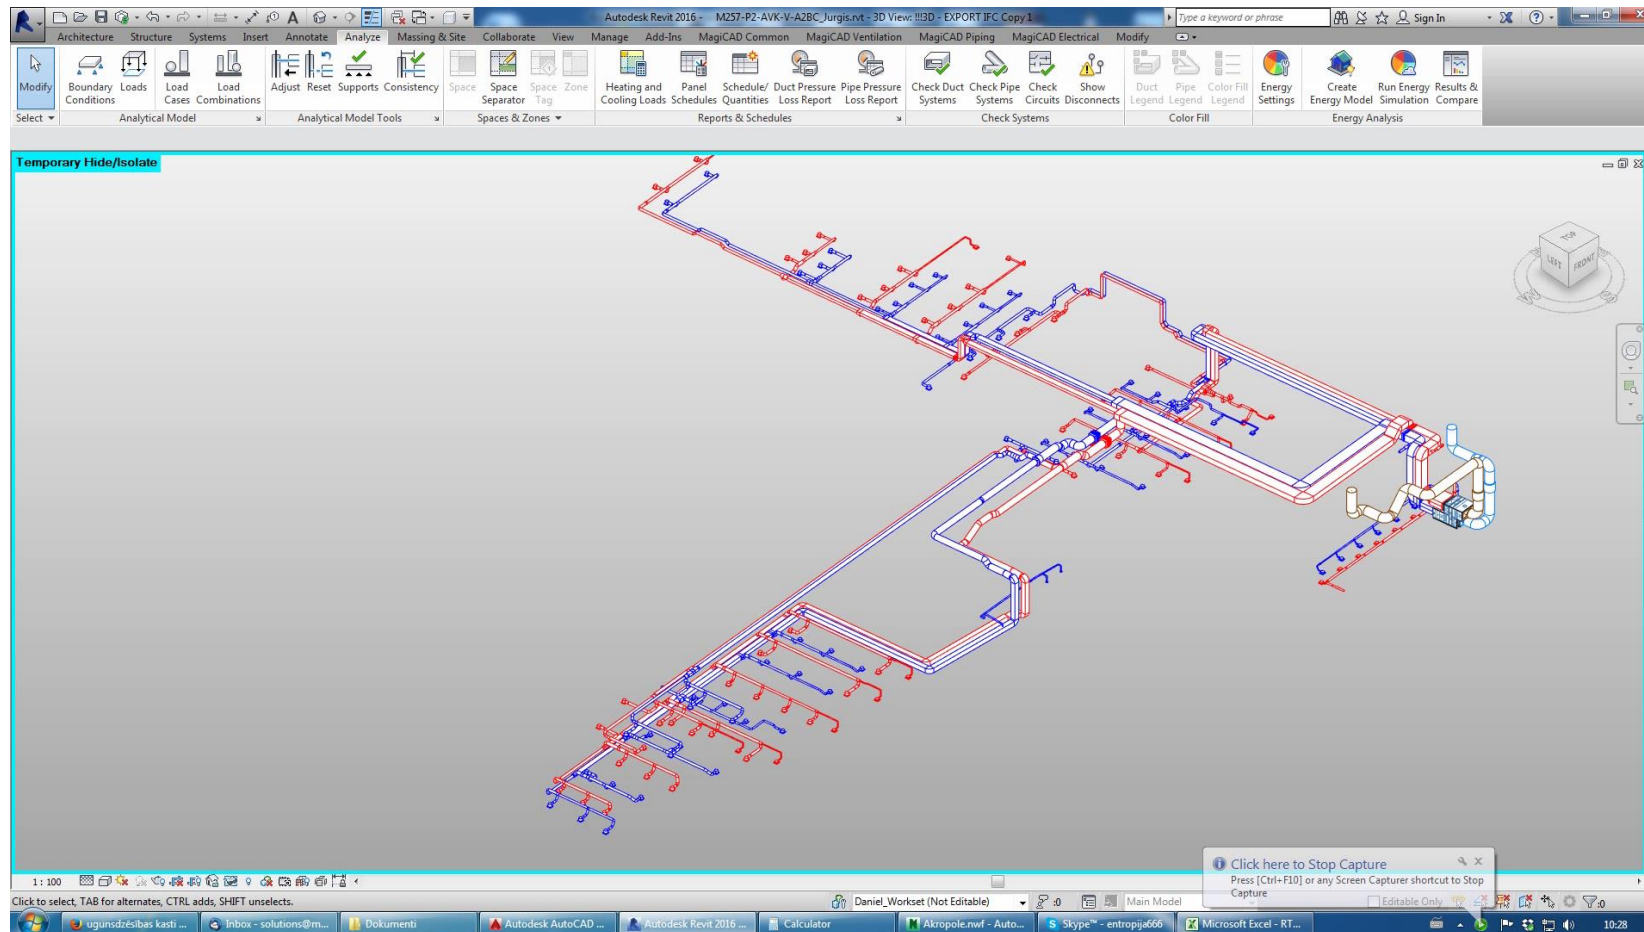 Autodesk Revit 2016 - M257-P2-AVK-V-A2BC_Jurgis.rvt - 3D View: !!!3D - EXPORT IFC Copy 1
Type a keyword or phrase
Sign In
Architecture Structure Systems Insert Annotate Analyze Massing & Site Collaborate View Manage Add-Ins MagiCAD Common MagiCAD Ventilation MagiCAD Piping MagiCAD Electrical Modify
Modify Boundary Loads Load Load Adjust Reset Supports Consistency Space Space Space Zone Heating and Panel Schedule/ Duct Pressure Pipe Pressure Check Duct Check Pipe Check Show Duct Pipe Color Fill Energy Create Run Energy Results &
Conditions Cases Combinations Separator Tag Cooling Loads Schedules Quantities Loss Report Loss Report Systems Systems Circuits Disconnects Legend Legend Legend Settings Energy Model Simulation Compare
Select Analytical Model Analytical Model Tools Spaces & Zones Reports & Schedules Check Systems Color Fill Energy Analysis
Temporary Hide/Isolate
TOP
LEFT FRONT
W S
Click here to Stop Capture
Press [Ctrl+F10] or any Screen Capturer shortcut to Stop
Capture
1 : 100
Click to select, TAB for alternates, CTRL adds, SHIFT unselects.
Daniel_Workset (Not Editable) :0 Main Model Editable Only :0
ugunsdzēsības kasti ... Inbox - solutions@m... Dokumenti Autodesk AutoCAD ... Autodesk Revit 2016 ... Calculator Akropole.nwf - Auto... Skype™ - entropija666 Microsoft Excel - RT... 10:28